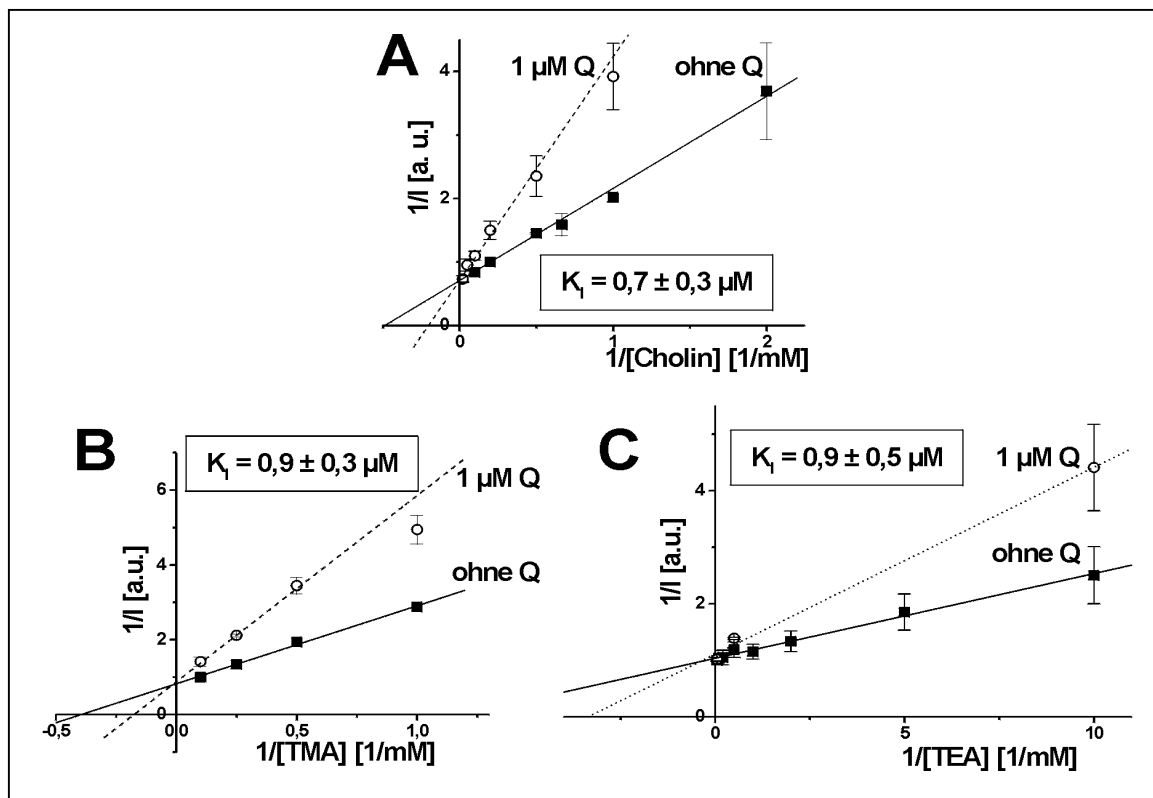 A
1 µM Q
ohne Q
4
2
0
1/I [a. u.]
K_I = 0,7 ± 0,3 µM
0
1
2
1/[Cholin] [1/mM]
B
K_I = 0,9 ± 0,3 µM
1 µM Q
ohne Q
6
4
2
0
1/I [a.u.]
-0,5
0,0
0,5
1,0
1/[TMA] [1/mM]
C
K_I = 0,9 ± 0,5 µM
1 µM Q
ohne Q
4
2
0
1/I [a.u.]
0
5
10
1/[TEA] [1/mM]